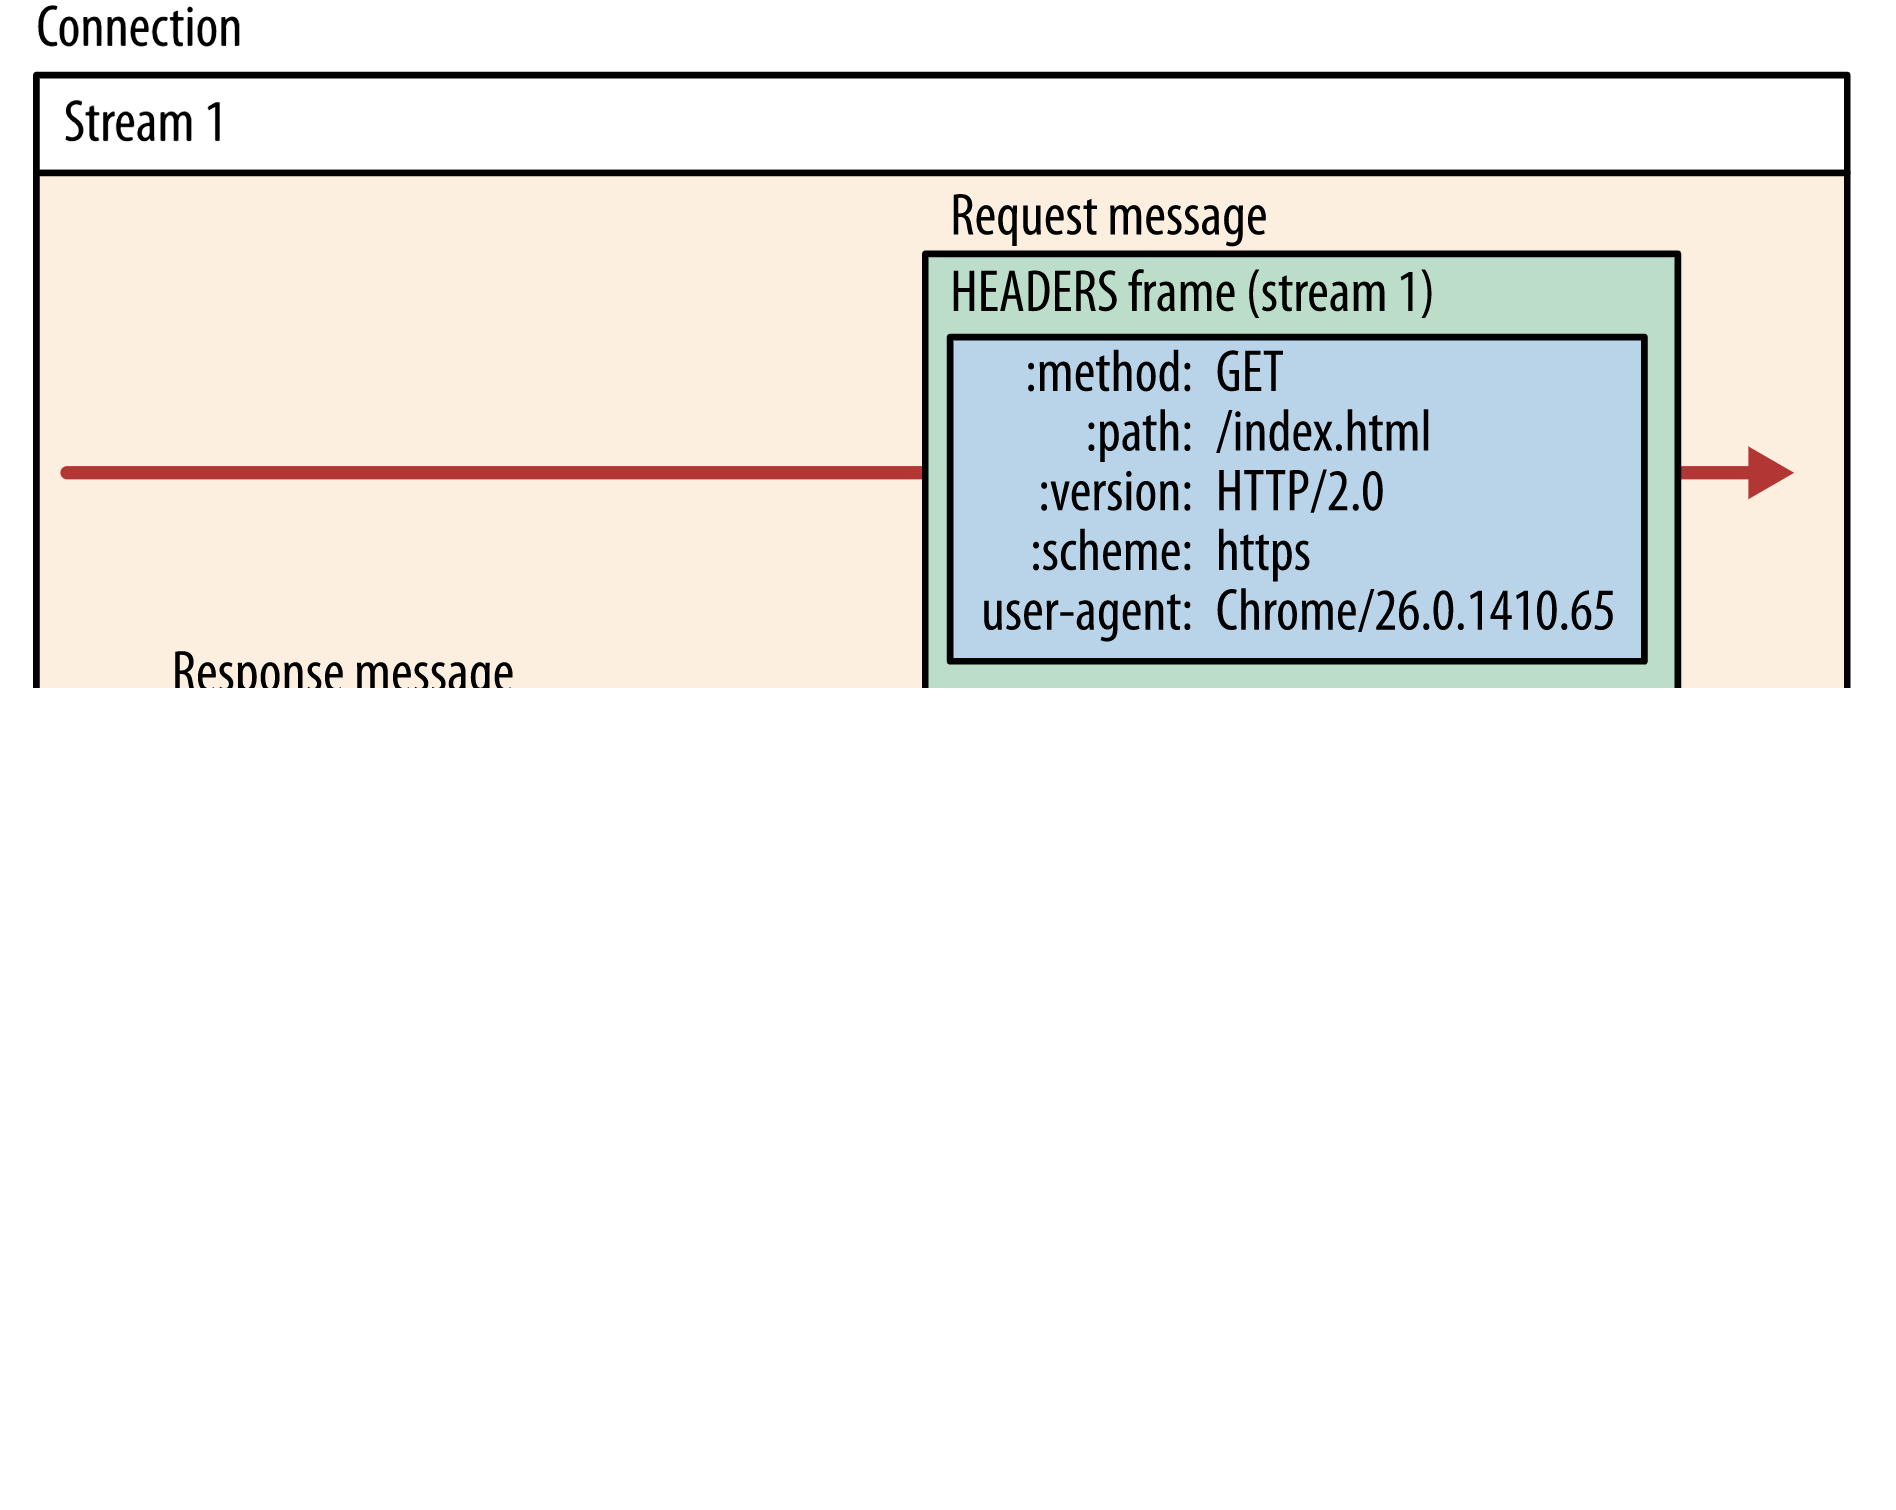 Connection
Stream 1
Request message
HEADERS frame (stream 1)
:method: GET
:path: /index.html
:version: HTTP/2.0
:scheme: https
user-agent: Chrome/26.0.1410.65
Response message